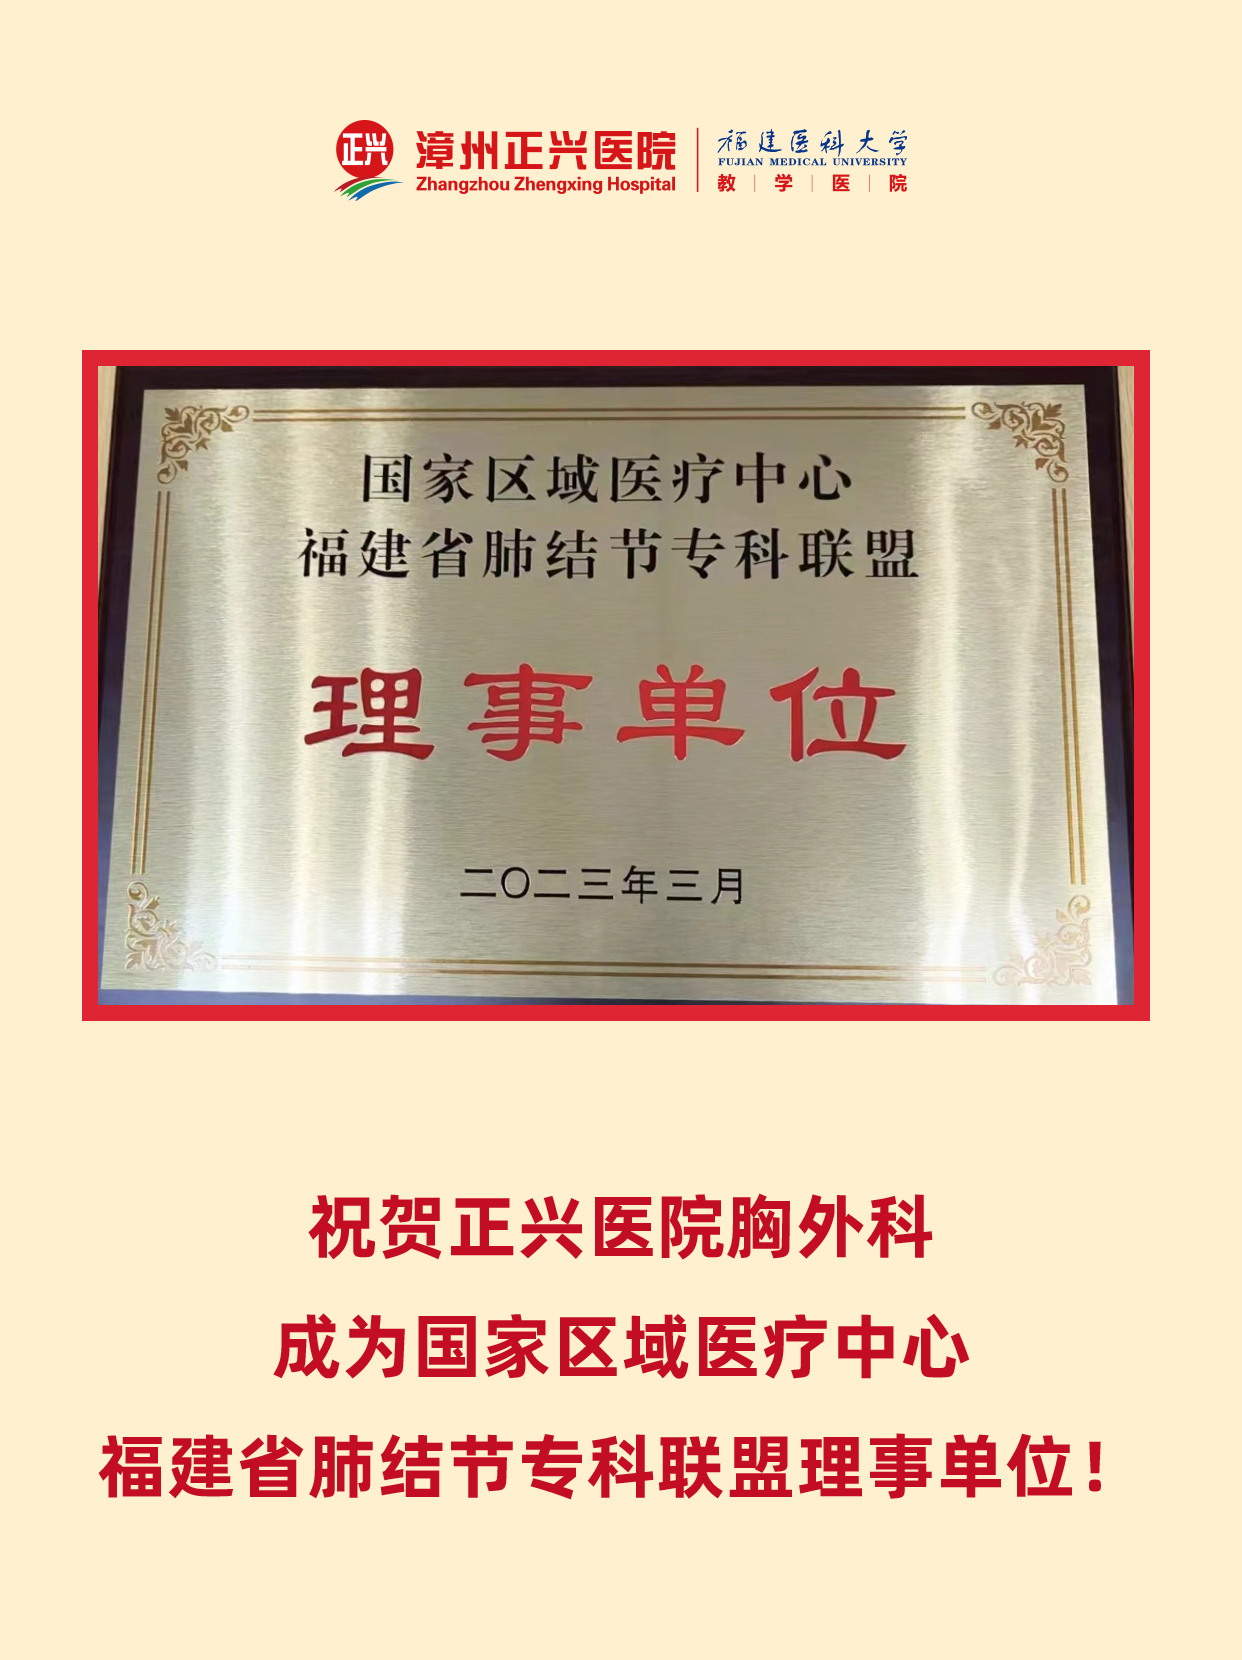 正兴
漳州正兴医院
Zhangzhou Zhengxing Hospital
福建医科大学
FUJIAN MEDICAL UNIVERSITY
教|学|医|院
国家区域医疗中心
福建省肺结节专科联盟
理事单位
二〇二三年三月
祝贺正兴医院胸外科
成为国家区域医疗中心
福建省肺结节专科联盟理事单位！